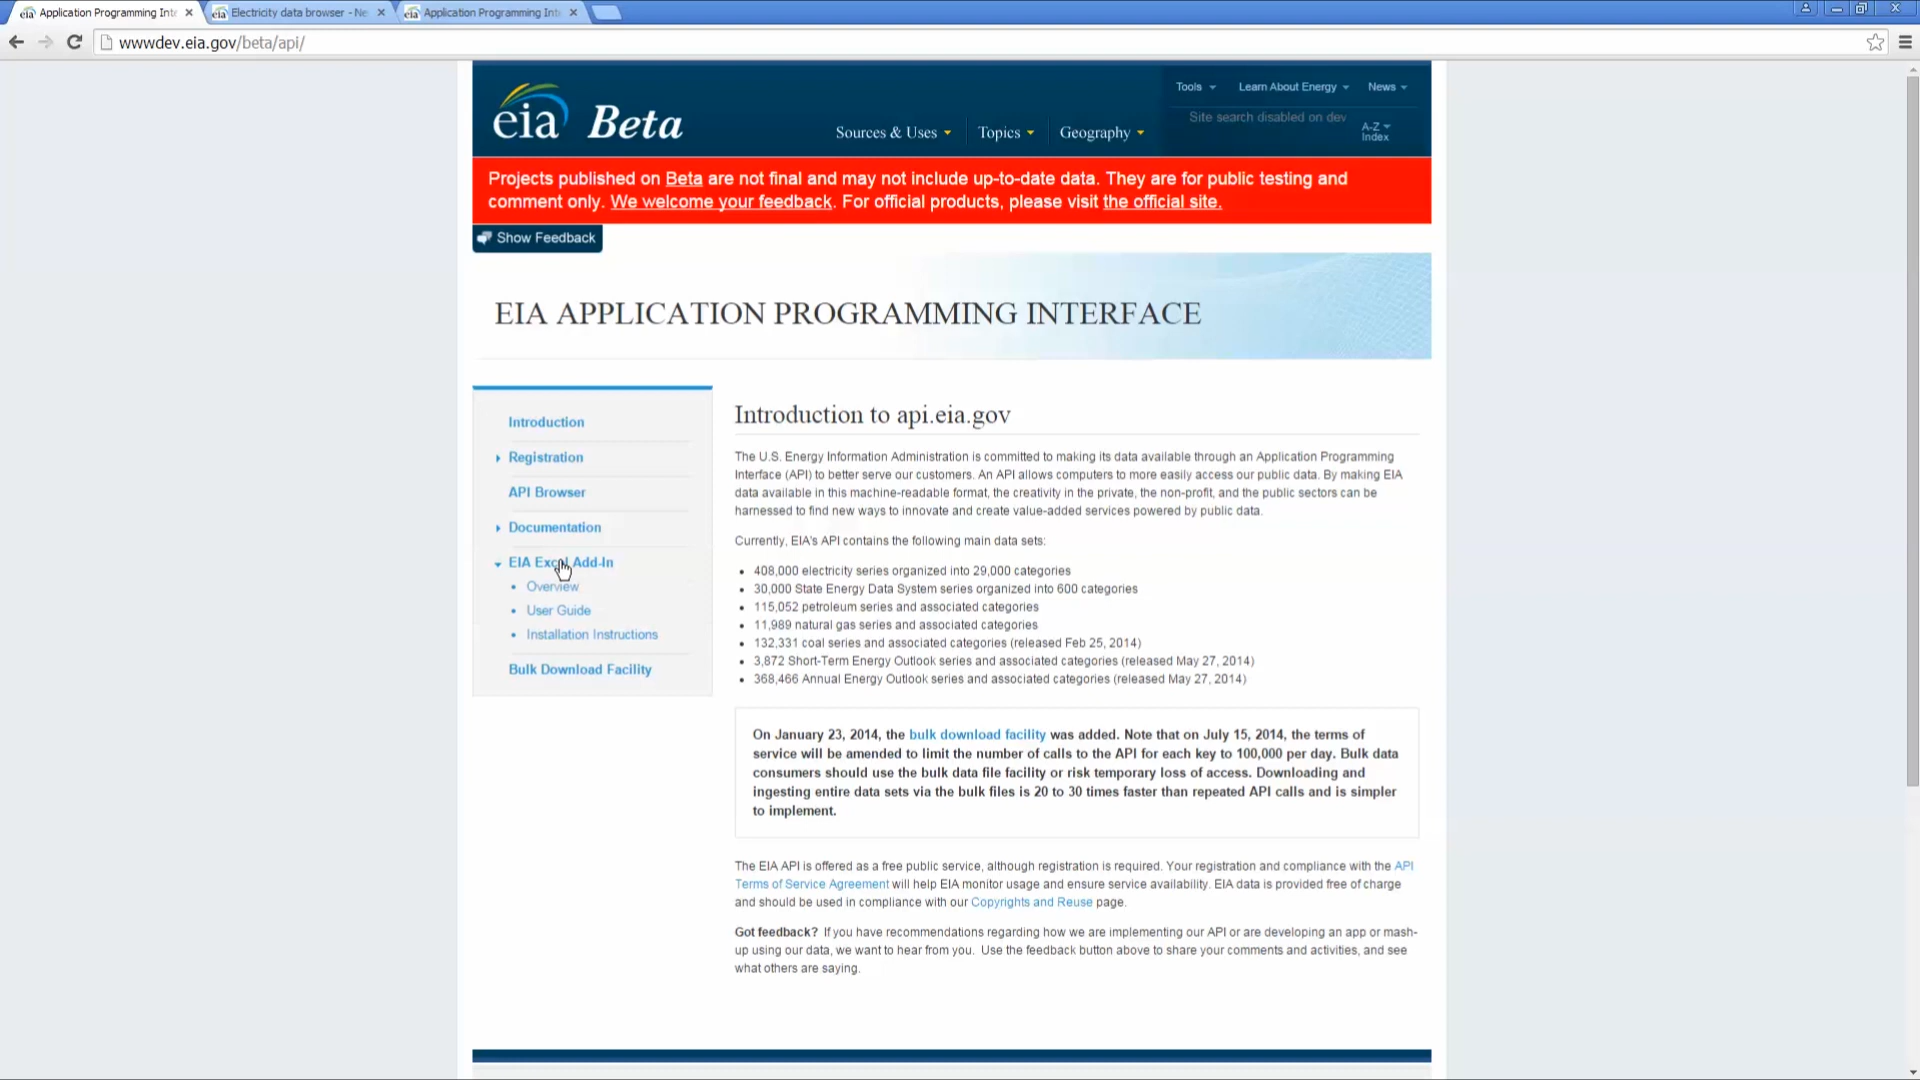 Application Programming Int
Electricity data browser - Ne
Application Programming Int
wwwdev.eia.gov/beta/api/
Tools
Learn About Energy
News
eia Beta
Sources & Uses
Topics
Geography
Site search disabled on dev
A-Z
Index
Projects published on Beta are not final and may not include up-to-date data. They are for public testing and
comment only. We welcome your feedback. For official products, please visit the official site.
Show Feedback
EIA APPLICATION PROGRAMMING INTERFACE
Introduction
Registration
API Browser
Documentation
EIA Excel Add-In
• Overview
• User Guide
• Installation Instructions
Bulk Download Facility
Introduction to api.eia.gov
The U.S. Energy Information Administration is committed to making its data available through an Application Programming
Interface (API) to better serve our customers. An API allows computers to more easily access our public data. By making EIA
data available in this machine-readable format, the creativity in the private, the non-profit, and the public sectors can be
harnessed to find new ways to innovate and create value-added services powered by public data.
Currently, EIA's API contains the following main data sets:
• 408,000 electricity series organized into 29,000 categories
• 30,000 State Energy Data System series organized into 600 categories
• 115,052 petroleum series and associated categories
• 11,989 natural gas series and associated categories
• 132,331 coal series and associated categories (released Feb 25, 2014)
• 3,872 Short-Term Energy Outlook series and associated categories (released May 27, 2014)
• 368,466 Annual Energy Outlook series and associated categories (released May 27, 2014)
On January 23, 2014, the bulk download facility was added. Note that on July 15, 2014, the terms of
service will be amended to limit the number of calls to the API for each key to 100,000 per day. Bulk data
consumers should use the bulk data file facility or risk temporary loss of access. Downloading and
ingesting entire data sets via the bulk files is 20 to 30 times faster than repeated API calls and is simpler
to implement.
The EIA API is offered as a free public service, although registration is required. Your registration and compliance with the API
Terms of Service Agreement will help EIA monitor usage and ensure service availability. EIA data is provided free of charge
and should be used in compliance with our Copyrights and Reuse page.
Got feedback? If you have recommendations regarding how we are implementing our API or are developing an app or mash-
up using our data, we want to hear from you. Use the feedback button above to share your comments and activities, and see
what others are saying.